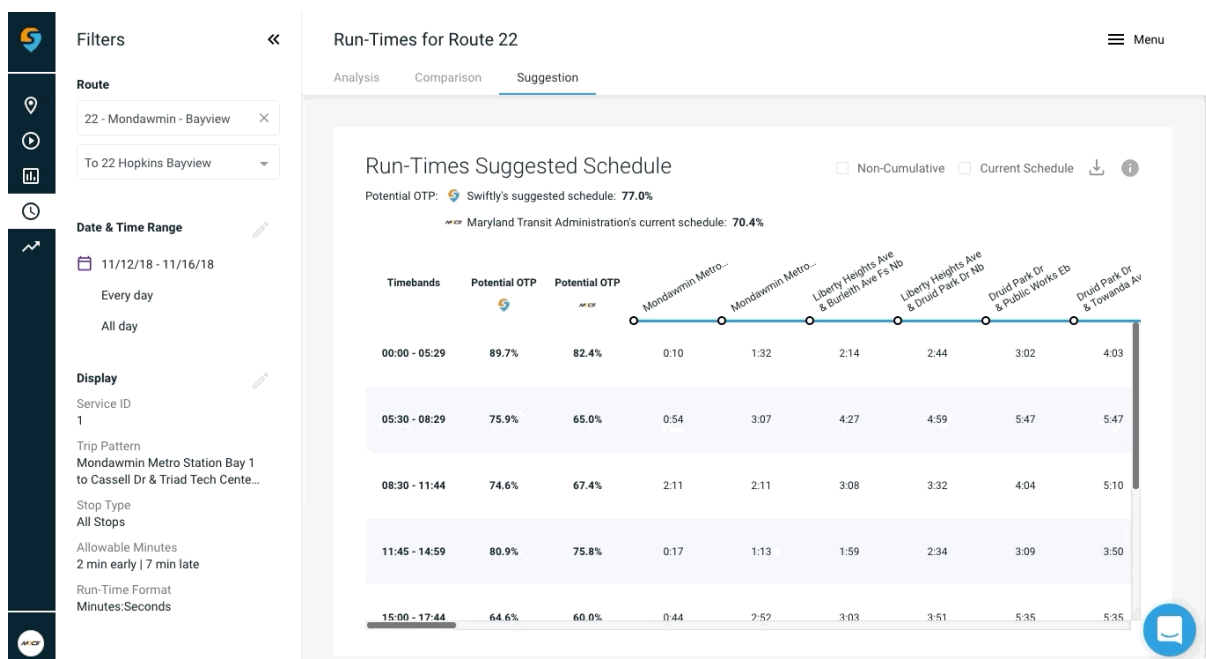 Filters
Route
22 - Mondawmin - Bayview
To 22 Hopkins Bayview
Date & Time Range
11/12/18 - 11/16/18
Every day
All day
Display
Service ID
1
Trip Pattern
Mondawmin Metro Station Bay 1
to Cassell Dr & Triad Tech Cente...
Stop Type
All Stops
Allowable Minutes
2 min early | 7 min late
Run-Time Format
Minutes:Seconds
Run-Times for Route 22
Menu
Analysis Comparison Suggestion
Run-Times Suggested Schedule
Non-Cumulative Current Schedule
Potential OTP: Swiftly's suggested schedule: 77.0%
Maryland Transit Administration's current schedule: 70.4%
Timebands Potential OTP Potential OTP
Mondawmin Metro...
Mondawmin Metro...
Liberty Heights Ave
& Burleith Ave Fs Nb
Liberty Heights Ave
& Druid Park Dr Nb
Druid Park Dr
& Public Works Eb
Druid Park Dr
& Towanda Av
00:00 - 05:29 89.7% 82.4% 0:10 1:32 2:14 2:44 3:02 4:03
05:30 - 08:29 75.9% 65.0% 0:54 3:07 4:27 4:59 5:47 5:47
08:30 - 11:44 74.6% 67.4% 2:11 2:11 3:08 3:32 4:04 5:10
11:45 - 14:59 80.9% 75.8% 0:17 1:13 1:59 2:34 3:09 3:50
15:00 - 17:44 64.6% 60.0% 0:44 2:52 3:03 3:51 5:35 5:35